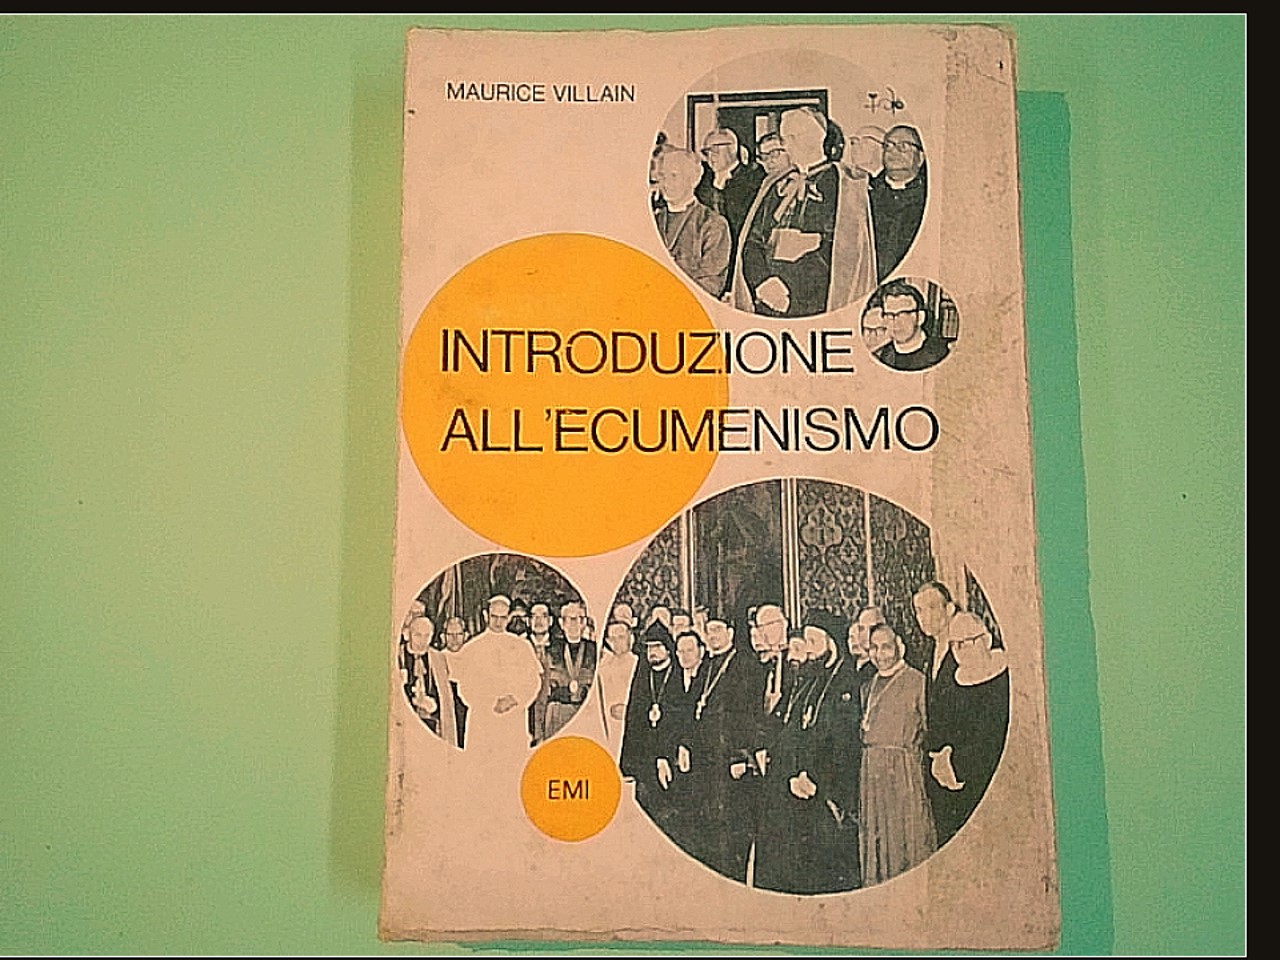 MAURICE VILLAIN
INTRODUZIONE
ALL'ECUMENISMO
EMI